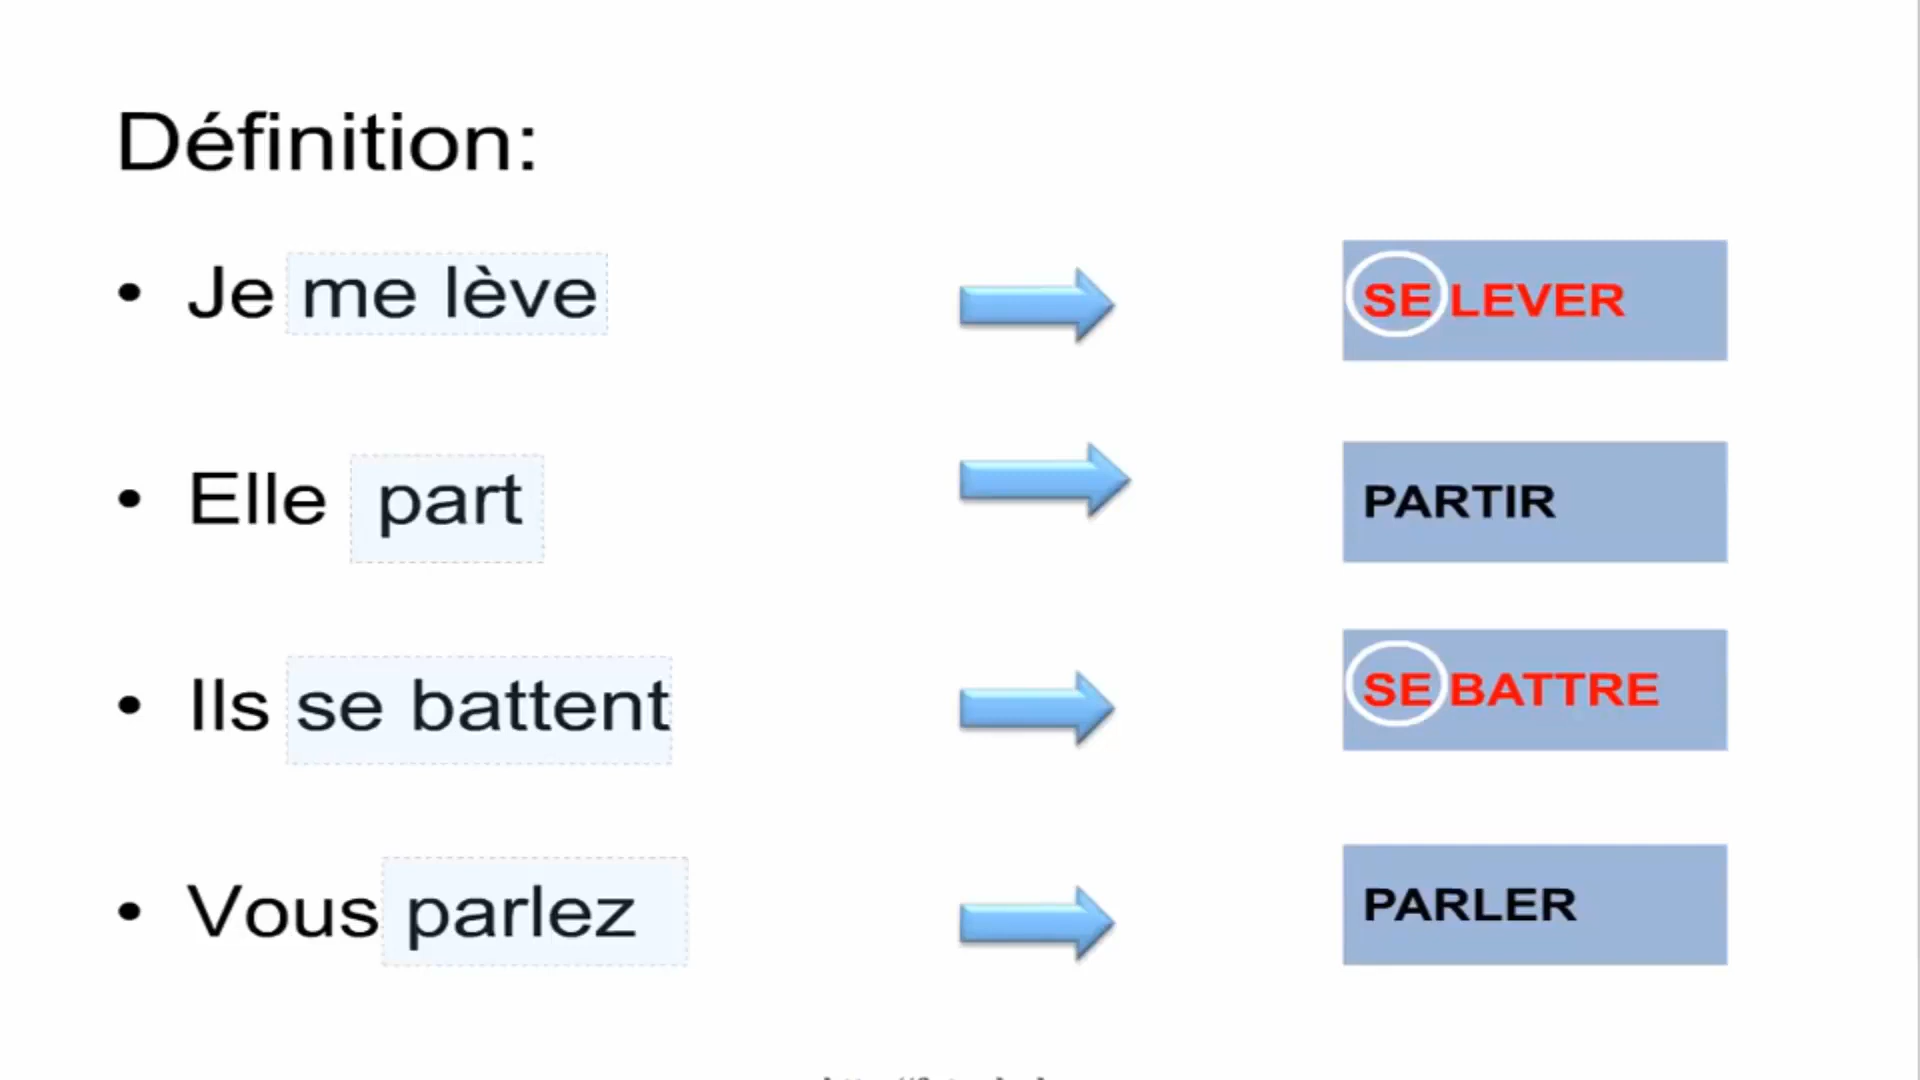 Définition:
• Je me lève
SE LEVER
• Elle part
PARTIR
• Ils se battent
SE BATTRE
• Vous parlez
PARLER